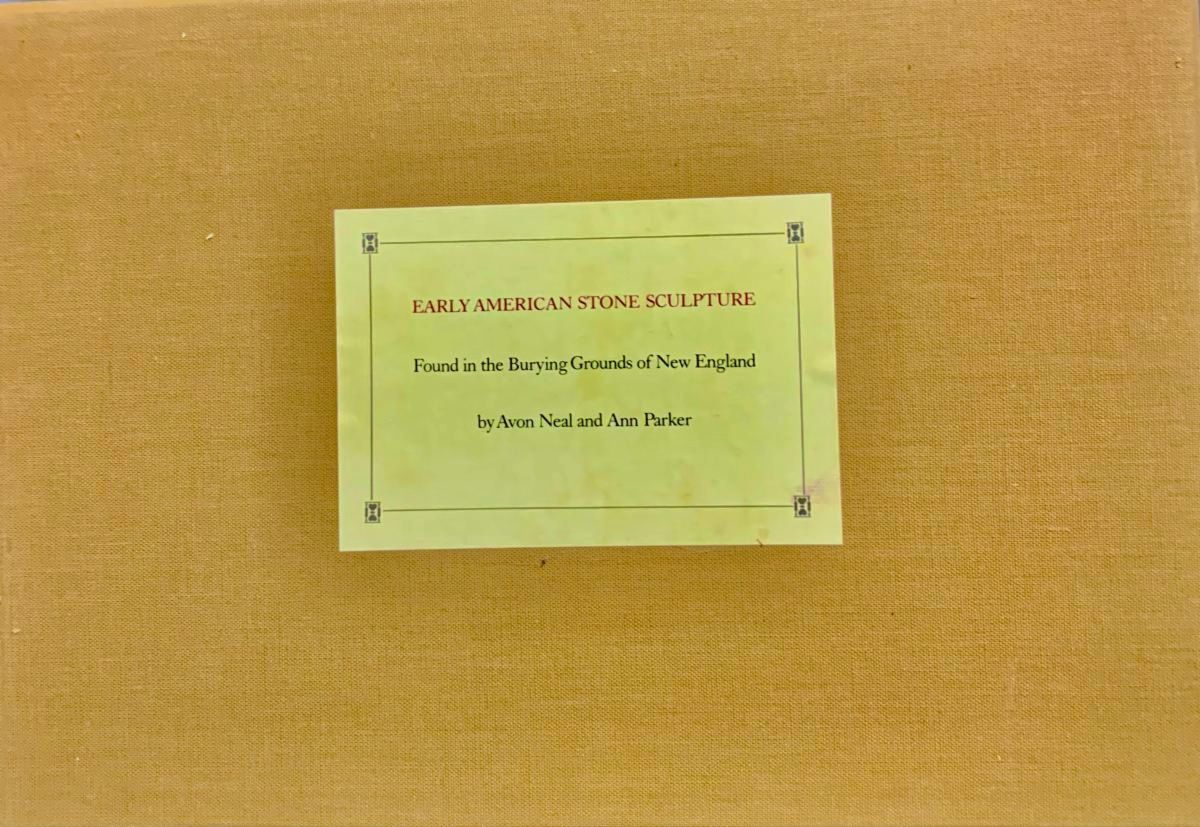 EARLY AMERICAN STONE SCULPTURE
Found in the Burying Grounds of New England
by Avon Neal and Ann Parker